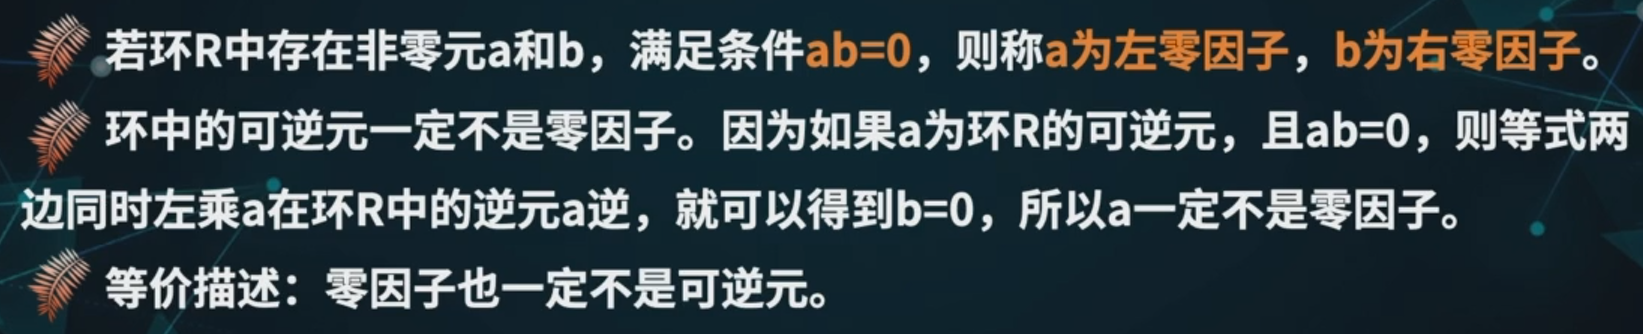 若环R中存在非零元a和b，满足条件ab=0，则称a为左零因子，b为右零因子。
环中的可逆元一定不是零因子。因为如果a为环R的可逆元，且ab=0，则等式两
边同时左乘a在环R中的逆元a逆，就可以得到b=0，所以a一定不是零因子。
等价描述：零因子也一定不是可逆元。